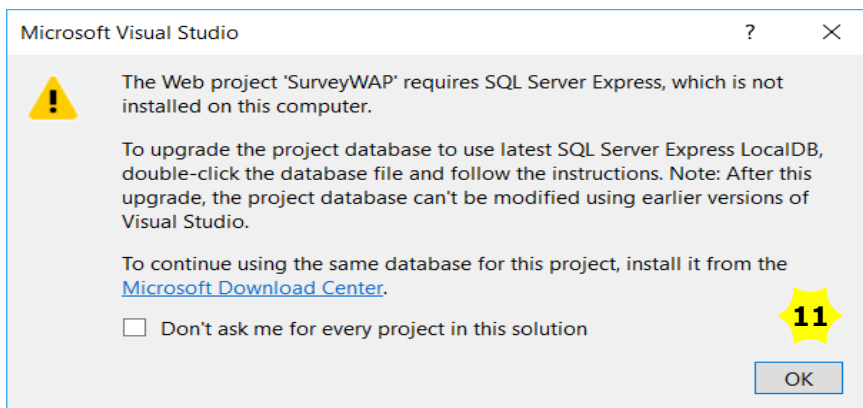 Microsoft Visual Studio
?
The Web project 'SurveyWAP' requires SQL Server Express, which is not
installed on this computer.
To upgrade the project database to use latest SQL Server Express LocalDB,
double-click the database file and follow the instructions. Note: After this
upgrade, the project database can't be modified using earlier versions of
Visual Studio.
To continue using the same database for this project, install it from the
Microsoft Download Center.
Don't ask me for every project in this solution
11
OK